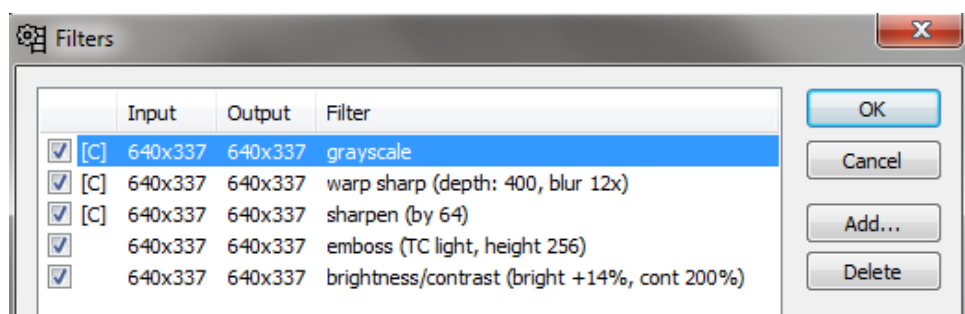 Filters
Input Output Filter
[C] 640x337 640x337 grayscale
[C] 640x337 640x337 warp sharp (depth: 400, blur 12x)
[C] 640x337 640x337 sharpen (by 64)
640x337 640x337 emboss (TC light, height 256)
640x337 640x337 brightness/contrast (bright +14%, cont 200%)
OK
Cancel
Add...
Delete